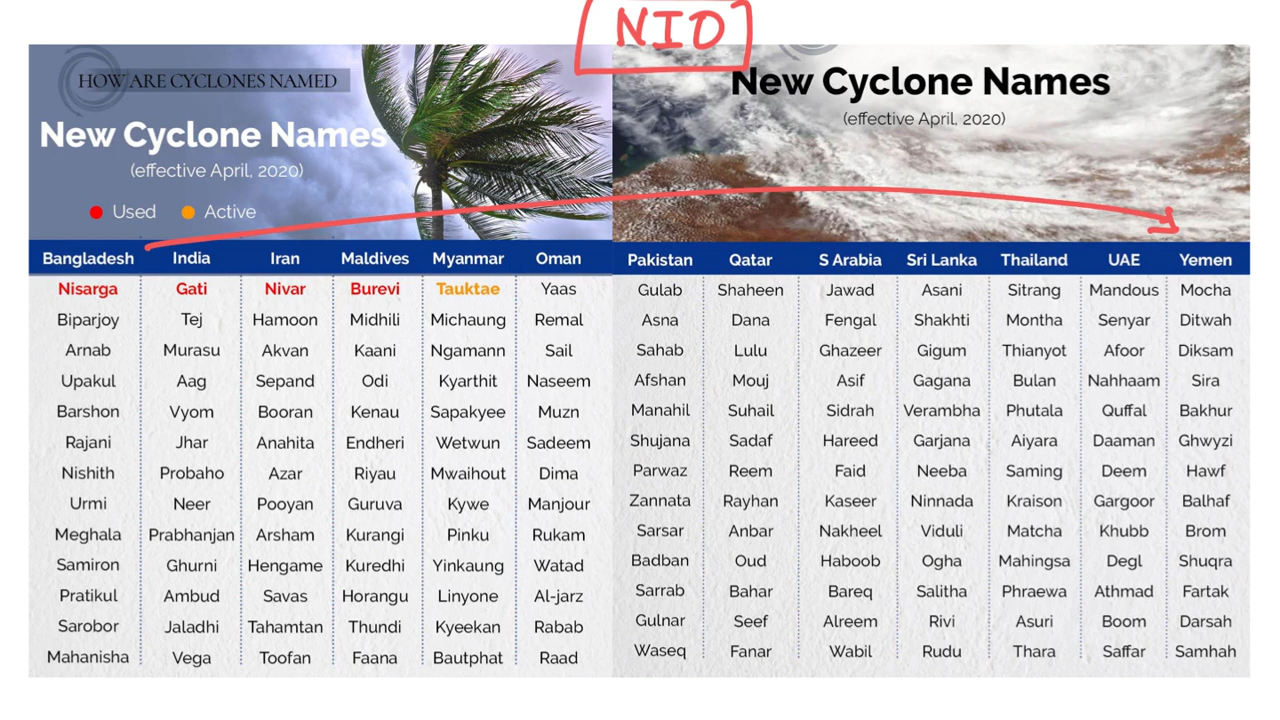 NIO
HOW ARE CYCLONES NAMED
New Cyclone Names
(effective April, 2020)
Used Active
New Cyclone Names
(effective April, 2020)
Bangladesh India Iran Maldives Myanmar Oman Pakistan Qatar S Arabia Sri Lanka Thailand UAE Yemen
Nisarga Gati Nivar Burevi Tauktae Yaas Gulab Shaheen Jawad Asani Sitrang Mandous Mocha
Biparjoy Tej Hamoon Midhili Michaung Remal Asna Dana Fengal Shakhti Montha Senyar Ditwah
Arnab Murasu Akvan Kaani Ngamann Sail Sahab Lulu Ghazeer Gigum Thianyot Afoor Diksam
Upakul Aag Sepand Odi Kyarthit Naseem Afshan Mouj Asif Gagana Bulan Nahhaam Sira
Barshon Vyom Booran Kenau Sapakyee Muzn Manahil Suhail Sidrah Verambha Phutala Quffal Bakhur
Rajani Jhar Anahita Endheri Wetwun Sadeem Shujana Sadaf Hareed Garjana Aiyara Daaman Ghwyzi
Nishith Probaho Azar Riyau Mwaihout Dima Parwaz Reem Faid Neeba Saming Deem Hawf
Urmi Neer Pooyan Guruva Kywe Manjour Zannata Rayhan Kaseer Ninnada Kraison Gargoor Balhaf
Meghala Prabhanjan Arsham Kurangi Pinku Rukam Sarsar Anbar Nakheel Viduli Matcha Khubb Brom
Samiron Ghurni Hengame Kuredhi Yinkaung Watad Badban Oud Haboob Ogha Mahingsa Degl Shuqra
Pratikul Ambud Savas Horangu Linyone Al-jarz Sarrab Bahar Bareq Salitha Phraewa Athmad Fartak
Sarobor Jaladhi Tahamtan Thundi Kyeekan Rabab Gulnar Seef Alreem Rivi Asuri Boom Darsah
Mahanisha Vega Toofan Faana Bautphat Raad Waseq Fanar Wabil Rudu Thara Saffar Samhah